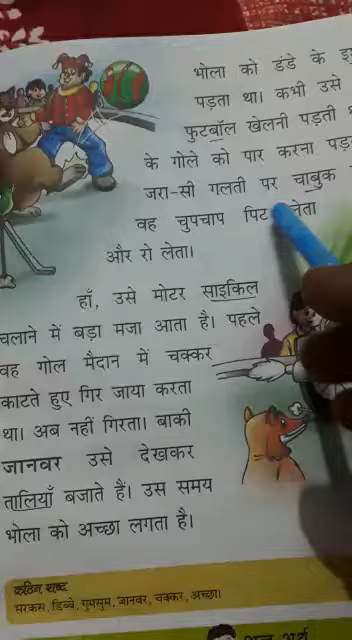 भोला को डंडे के
पड़ता था। कभी उसे
फुटबॉल खेलनी पड़ती
के गोले को पार करना
जरा-सी गलती पर चाबुक
वह चुपचाप पिट लेता
और रो लेता।
हाँ, उसे मोटर साइकिल
चलाने में बड़ा मजा आता है। पहले
वह गोल मैदान में चक्कर
काटते हुए गिर जाया करता
था। अब नहीं गिरता। बाकी
जानवर उसे देखकर
तालियाँ बजाते हैं। उस समय
भोला को अच्छा लगता है।
कठिन शब्द
सरकस, डिब्बे, गुमसुम, जानवर, चक्कर, अच्छा।